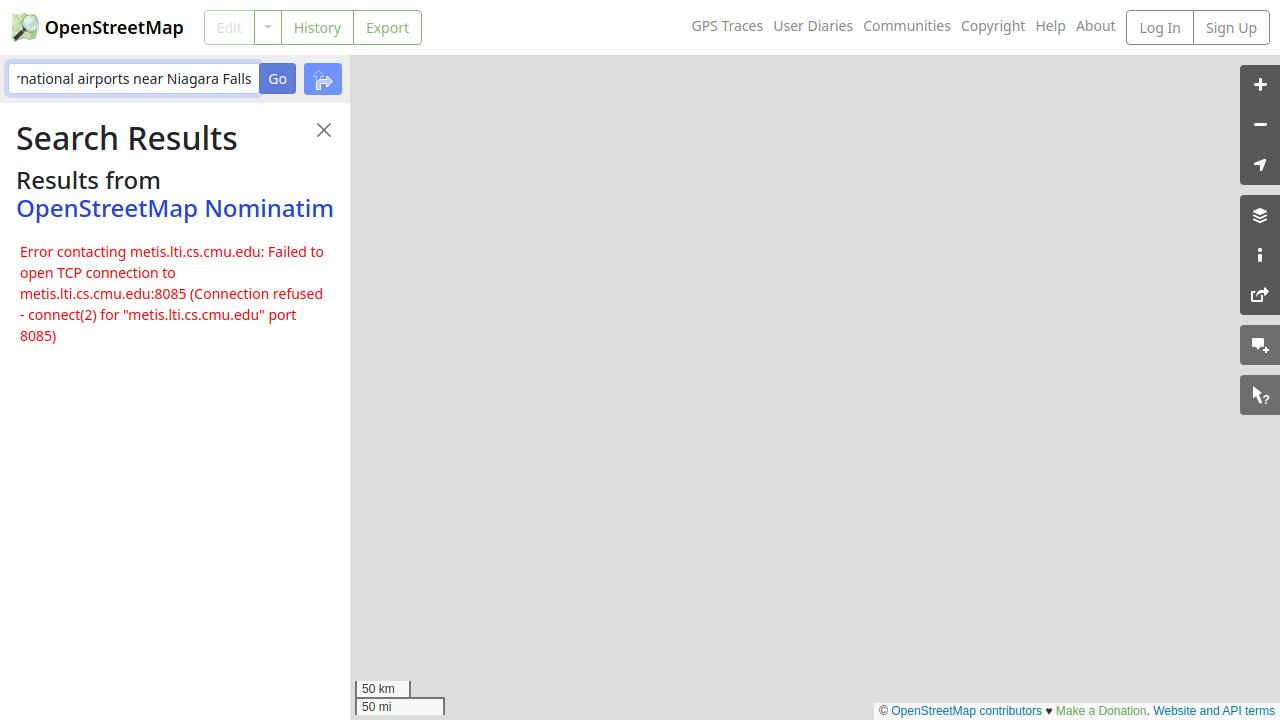 OpenStreetMap
Edit
History
Export
GPS Traces
User Diaries
Communities
Copyright
Help
About
Log In
Sign Up
national airports near Niagara Falls
Go
Search Results
Results from
OpenStreetMap Nominatim
Error contacting metis.lti.cs.cmu.edu: Failed to
open TCP connection to
metis.lti.cs.cmu.edu:8085 (Connection refused
- connect(2) for "metis.lti.cs.cmu.edu" port
8085)
50 km
50 mi
© OpenStreetMap contributors ♥ Make a Donation. Website and API terms